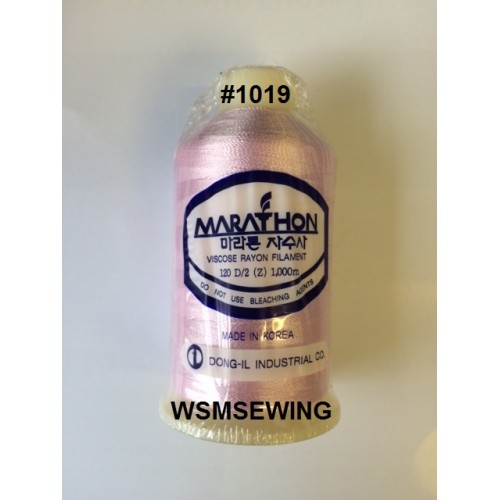 #1019
MARATHON
마라톤 자수사
VISCOSE RAYON FILAMENT
120 D/2 (Z) 1,000m
DO NOT USE BLEACHING AGENTS
MADE IN KOREA
DONG-IL INDUSTRIAL CO.
WSMSEWING